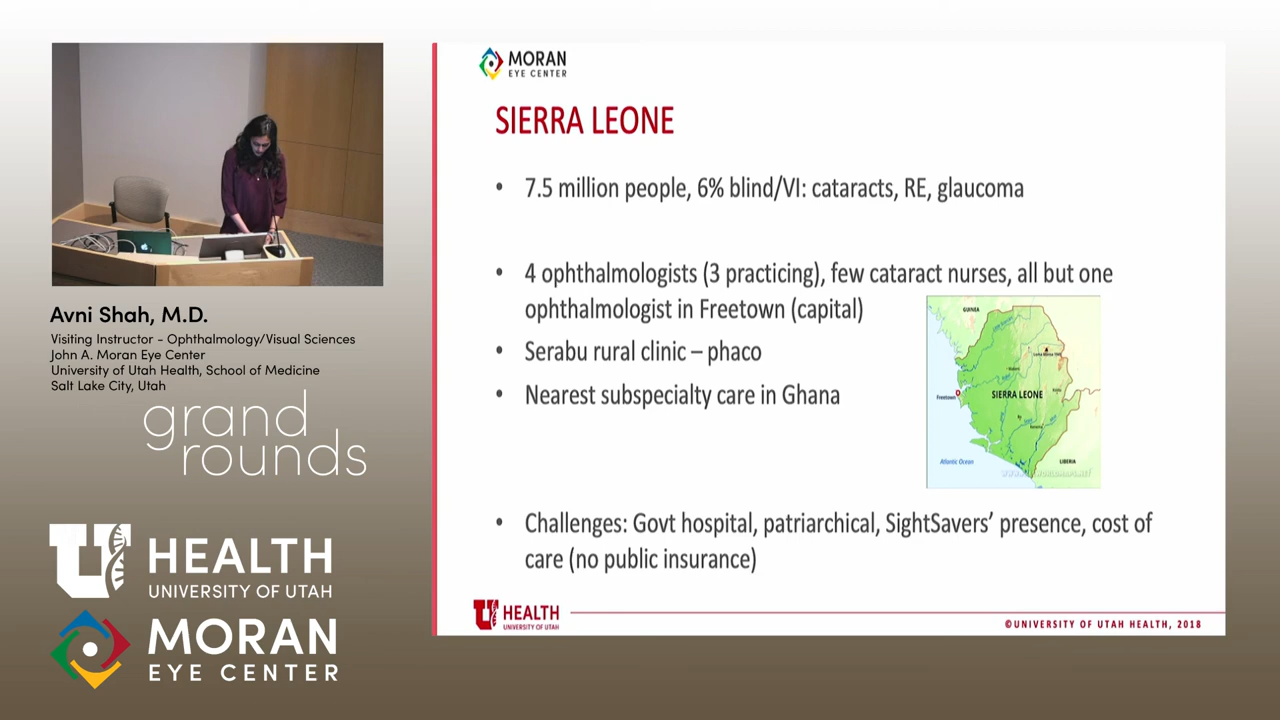 Avni Shah, M.D.
Visiting Instructor - Ophthalmology/Visual Sciences
John A. Moran Eye Center
University of Utah Health, School of Medicine
Salt Lake City, Utah
grand
rounds
U HEALTH
UNIVERSITY OF UTAH
MORAN
EYE CENTER
MORAN
EYE CENTER
SIERRA LEONE
• 7.5 million people, 6% blind/VI: cataracts, RE, glaucoma
• 4 ophthalmologists (3 practicing), few cataract nurses, all but one
ophthalmologist in Freetown (capital)
• Serabu rural clinic – phaco
• Nearest subspecialty care in Ghana
GUINEA
SIERRA LEONE
Freetown
Atlantic Ocean
LIBERIA
• Challenges: Govt hospital, patriarchical, SightSavers’ presence, cost of
care (no public insurance)
U HEALTH
UNIVERSITY OF UTAH
©UNIVERSITY OF UTAH HEALTH, 2018